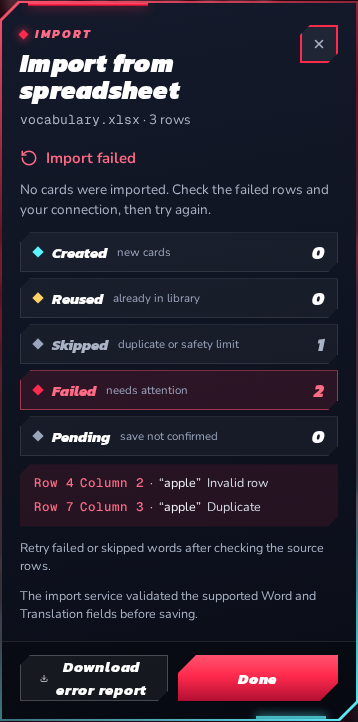 IMPORT
Import from
spreadsheet
vocabulary.xlsx · 3 rows
Import failed
No cards were imported. Check the failed rows and
your connection, then try again.
Created new cards 0
Reused already in library 0
Skipped duplicate or safety limit 1
Failed needs attention 2
Pending save not confirmed 0
Row 4 Column 2 · “apple” Invalid row
Row 7 Column 3 · “apple” Duplicate
Retry failed or skipped words after checking the source
rows.
The import service validated the supported Word and
Translation fields before saving.
Download
error report
Done